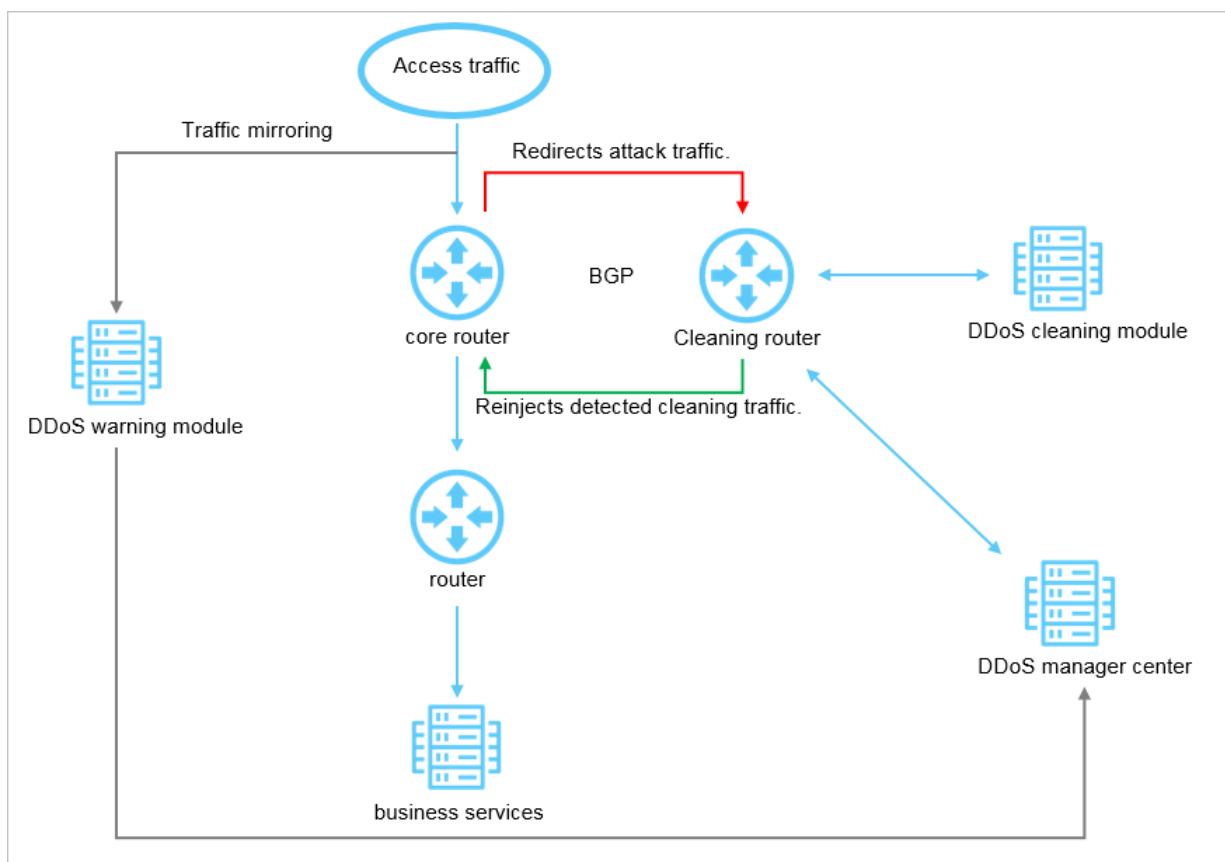 Access traffic
Traffic mirroring
Redirects attack traffic.
BGP
core router
Cleaning router
DDoS cleaning module
DDoS warning module
Reinjects detected cleaning traffic.
router
DDoS manager center
business services